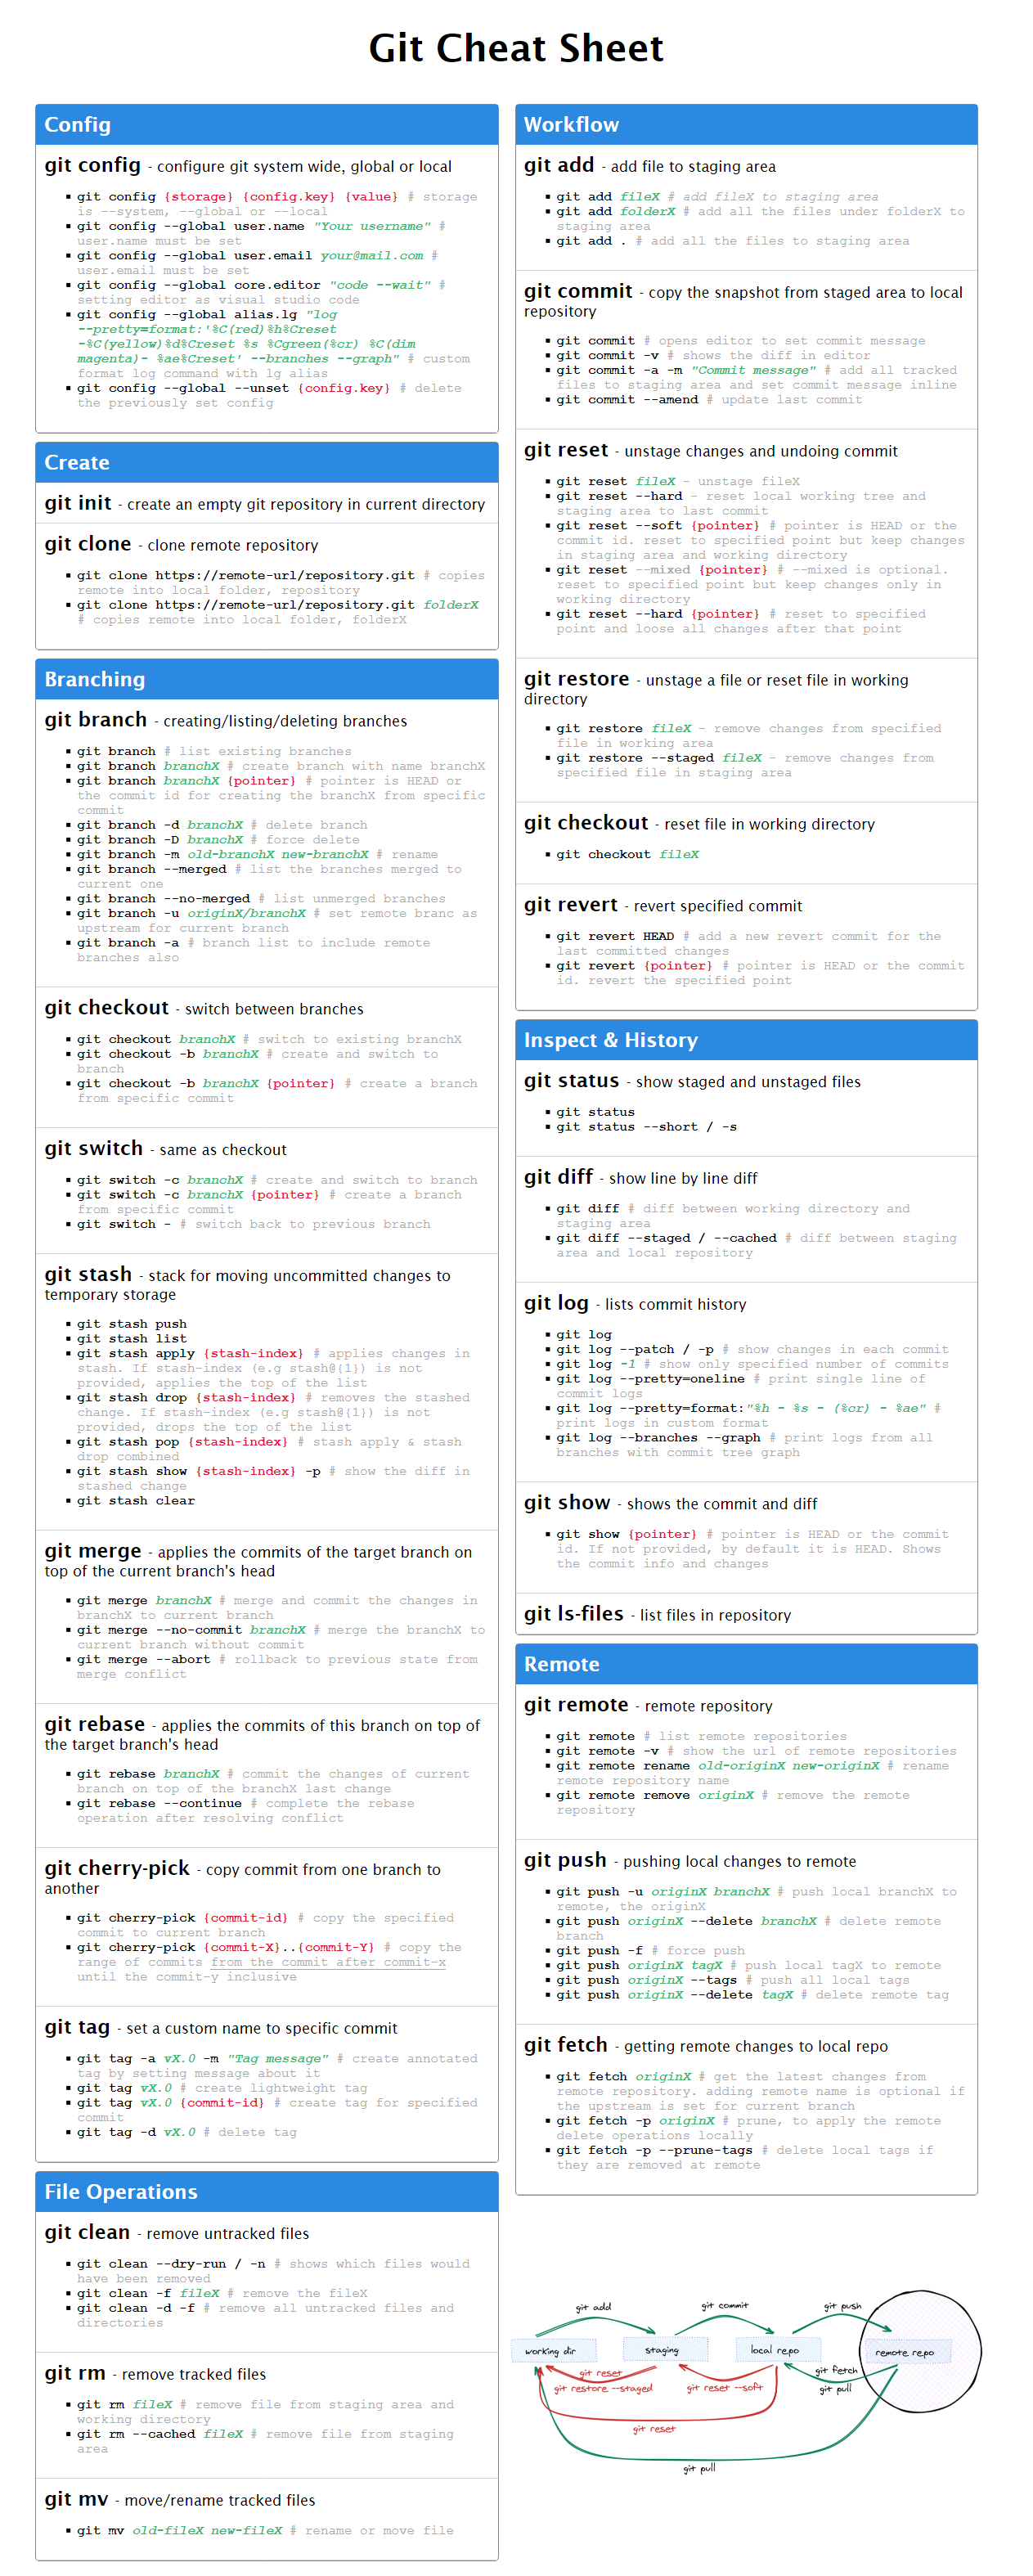 Git Cheat Sheet
Config
git config - configure git system wide, global or local
git config {storage} {config.key} {value} # storage
is --system, --global or --local
git config --global user.name "Your username" #
user.name must be set
git config --global user.email your@mail.com #
user.email must be set
git config --global core.editor "code --wait" #
setting editor as visual studio code
git config --global alias.lg "log
--pretty=format:'%C(red)%h%Creset
-%C(yellow)%d%Creset %s %Cgreen(%cr) %C(dim
magenta)- %ae%Creset' --branches --graph" # custom
format log command with lg alias
git config --global --unset {config.key} # delete
the previously set config
Create
git init - create an empty git repository in current directory
git clone - clone remote repository
git clone https://remote-url/repository.git # copies
remote into local folder, repository
git clone https://remote-url/repository.git folderX
# copies remote into local folder, folderX
Branching
git branch - creating/listing/deleting branches
git branch # list existing branches
git branch branchX # create branch with name branchX
git branch branchX {pointer} # pointer is HEAD or
the commit id for creating the branchX from specific
commit
git branch -d branchX # delete branch
git branch -D branchX # force delete
git branch -m old-branchX new-branchX # rename
git branch --merged # list the branches merged to
current one
git branch --no-merged # list unmerged branches
git branch -u originX/branchX # set remote branc as
upstream for current branch
git branch -a # branch list to include remote
branches also
git checkout - switch between branches
git checkout branchX # switch to existing branchX
git checkout -b branchX # create and switch to
branch
git checkout -b branchX {pointer} # create a branch
from specific commit
git switch - same as checkout
git switch -c branchX # create and switch to branch
git switch -c branchX {pointer} # create a branch
from specific commit
git switch - # switch back to previous branch
git stash - stack for moving uncommitted changes to
temporary storage
git stash push
git stash list
git stash apply {stash-index} # applies changes in
stash. If stash-index (e.g stash@{1}) is not
provided, applies the top of the list
git stash drop {stash-index} # removes the stashed
change. If stash-index (e.g stash@{1}) is not
provided, drops the top of the list
git stash pop {stash-index} # stash apply & stash
drop combined
git stash show {stash-index} -p # show the diff in
stashed change
git stash clear
git merge - applies the commits of the target branch on
top of the current branch's head
git merge branchX # merge and commit the changes in
branchX to current branch
git merge --no-commit branchX # merge the branchX to
current branch without commit
git merge --abort # rollback to previous state from
merge conflict
git rebase - applies the commits of this branch on top of
the target branch's head
git rebase branchX # commit the changes of current
branch on top of the branchX last change
git rebase --continue # complete the rebase
operation after resolving conflict
git cherry-pick - copy commit from one branch to
another
git cherry-pick {commit-id} # copy the specified
commit to current branch
git cherry-pick {commit-X}..{commit-Y} # copy the
range of commits from the commit after commit-x
until the commit-y inclusive
git tag - set a custom name to specific commit
git tag -a vX.0 -m "Tag message" # create annotated
tag by setting message about it
git tag vX.0 # create lightweight tag
git tag vX.0 {commit-id} # create tag for specified
commit
git tag -d vX.0 # delete tag
File Operations
git clean - remove untracked files
git clean --dry-run / -n # shows which files would
have been removed
git clean -f fileX # remove the fileX
git clean -d -f # remove all untracked files and
directories
git rm - remove tracked files
git rm fileX # remove file from staging area and
working directory
git rm --cached fileX # remove file from staging
area
git mv - move/rename tracked files
git mv old-fileX new-fileX # rename or move file
Workflow
git add - add file to staging area
git add fileX # add fileX to staging area
git add folderX # add all the files under folderX to
staging area
git add . # add all the files to staging area
git commit - copy the snapshot from staged area to local
repository
git commit # opens editor to set commit message
git commit -v # shows the diff in editor
git commit -a -m "Commit message" # add all tracked
files to staging area and set commit message inline
git commit --amend # update last commit
git reset - unstage changes and undoing commit
git reset fileX - unstage fileX
git reset --hard - reset local working tree and
staging area to last commit
git reset --soft {pointer} # pointer is HEAD or the
commit id. reset to specified point but keep changes
in staging area and working directory
git reset --mixed {pointer} # --mixed is optional.
reset to specified point but keep changes only in
working directory
git reset --hard {pointer} # reset to specified
point and loose all changes after that point
git restore - unstage a file or reset file in working
directory
git restore fileX - remove changes from specified
file in working area
git restore --staged fileX - remove changes from
specified file in staging area
git checkout - reset file in working directory
git checkout fileX
git revert - revert specified commit
git revert HEAD # add a new revert commit for the
last committed changes
git revert {pointer} # pointer is HEAD or the commit
id. revert the specified point
Inspect & History
git status - show staged and unstaged files
git status
git status --short / -s
git diff - show line by line diff
git diff # diff between working directory and
staging area
git diff --staged / --cached # diff between staging
area and local repository
git log - lists commit history
git log
git log --patch / -p # show changes in each commit
git log -1 # show only specified number of commits
git log --pretty=oneline # print single line of
commit logs
git log --pretty=format:"%h - %s - (%cr) - %ae" #
print logs in custom format
git log --branches --graph # print logs from all
branches with commit tree graph
git show - shows the commit and diff
git show {pointer} # pointer is HEAD or the commit
id. If not provided, by default it is HEAD. Shows
the commit info and changes
git ls-files - list files in repository
Remote
git remote - remote repository
git remote # list remote repositories
git remote -v # show the url of remote repositories
git remote rename old-originX new-originX # rename
remote repository name
git remote remove originX # remove the remote
repository
git push - pushing local changes to remote
git push -u originX branchX # push local branchX to
remote, the originX
git push originX --delete branchX # delete remote
branch
git push -f # force push
git push originX tagX # push local tagX to remote
git push originX --tags # push all local tags
git push originX --delete tagX # delete remote tag
git fetch - getting remote changes to local repo
git fetch originX # get the latest changes from
remote repository. adding remote name is optional if
the upstream is set for current branch
git fetch -p originX # prune, to apply the remote
delete operations locally
git fetch -p --prune-tags # delete local tags if
they are removed at remote
git add
git commit
git push
working dir
staging
local repo
remote repo
git reset
git restore --staged
git reset --soft
git fetch
git pull
git reset
git pull